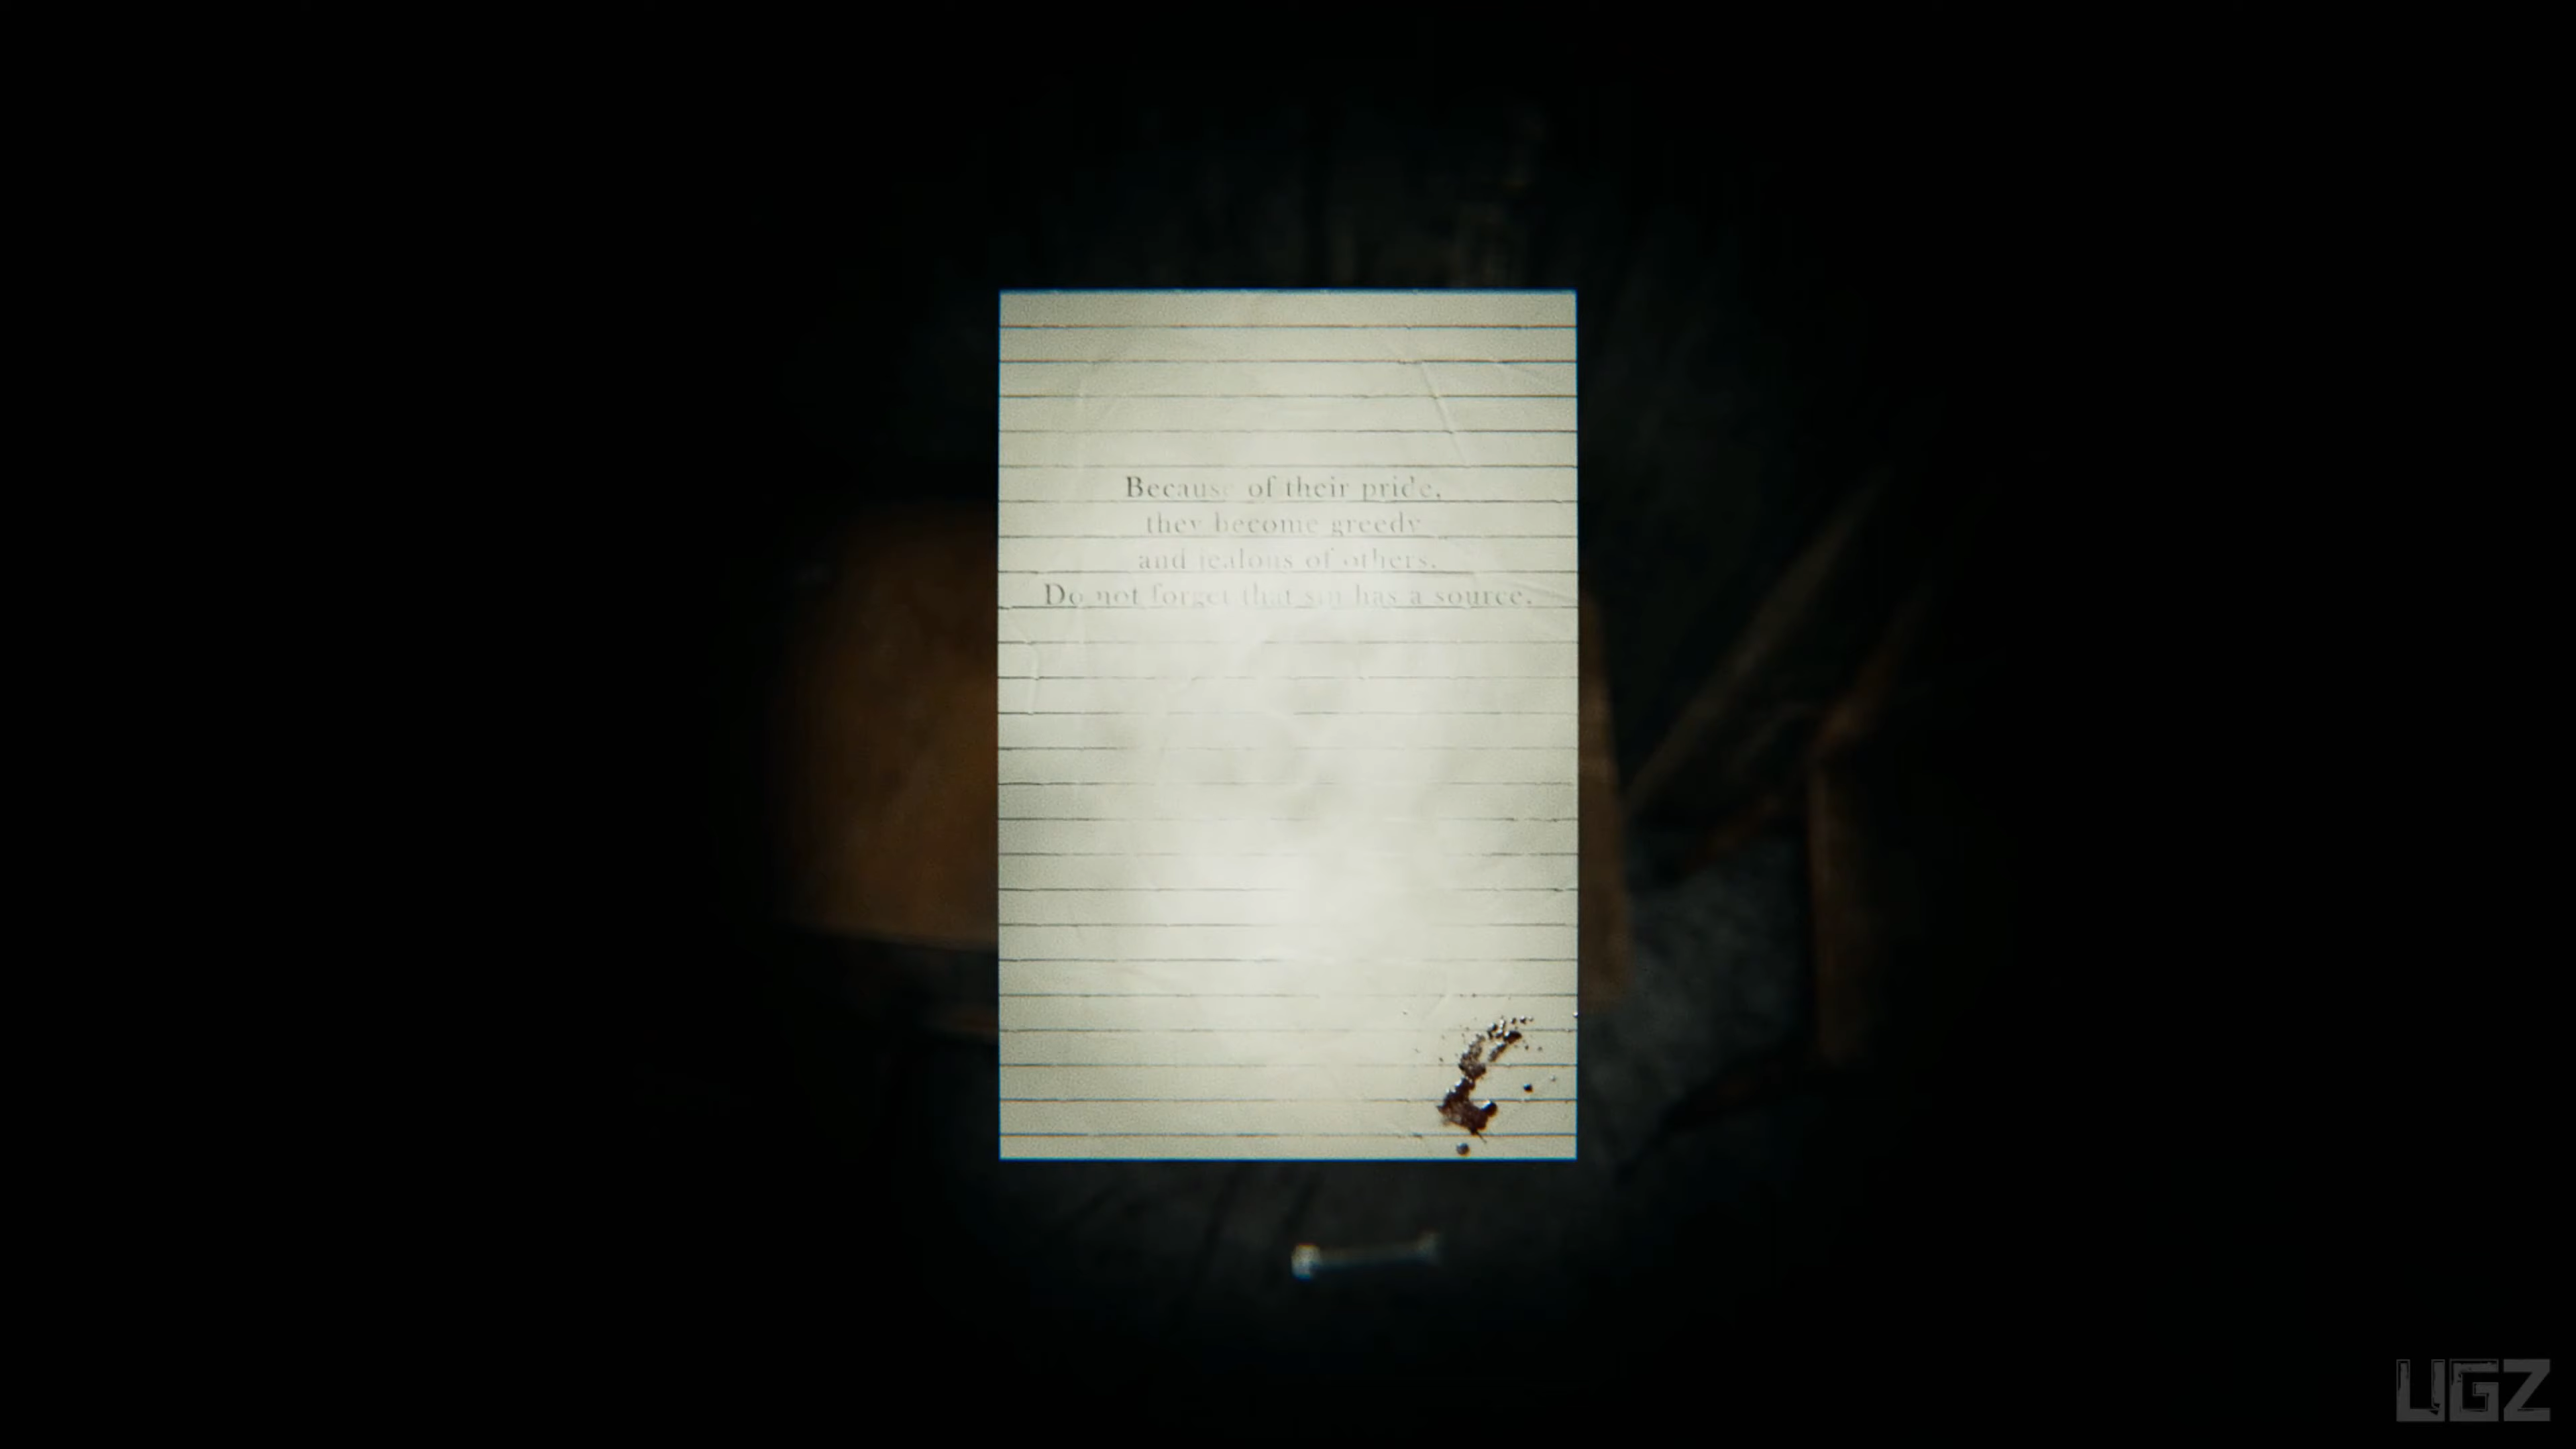 Because of their pride,
they become greedy
and jealous of others.
Do not forget that sin has a source.
UGZ